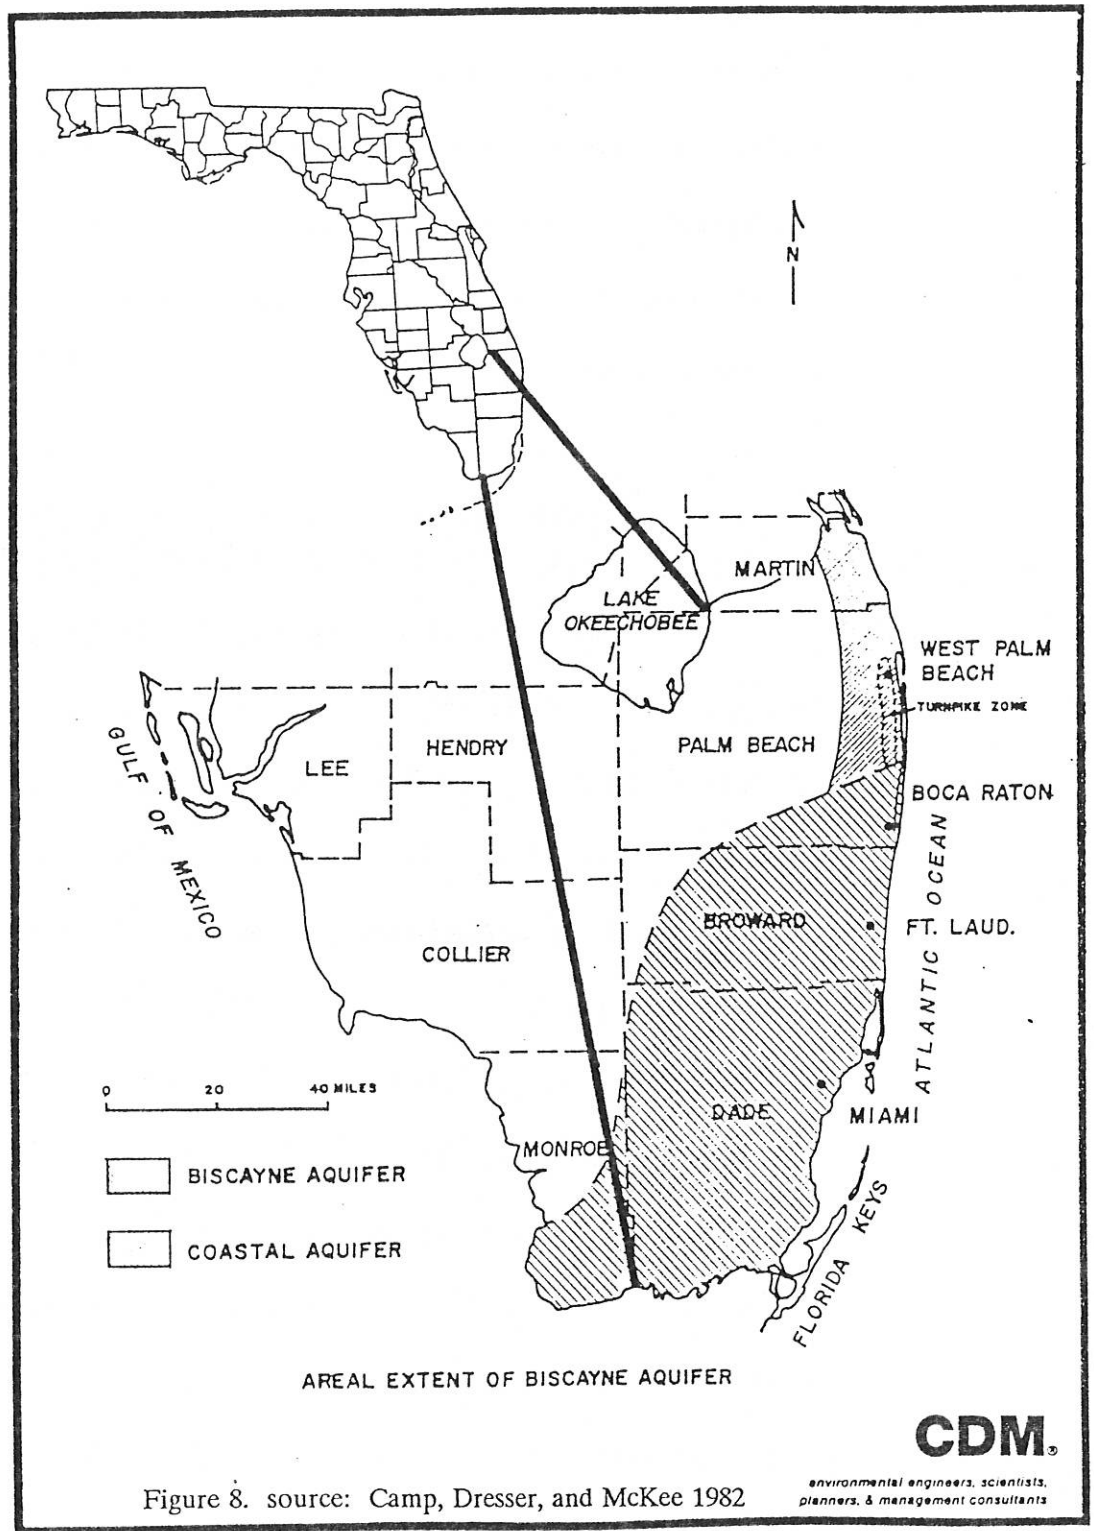 N
MARTIN
LAKE
OKEECHOBEE
WEST PALM
BEACH
TURNPIKE ZONE
PALM BEACH
HENDRY
LEE
GULF OF MEXICO
BOCA RATON
ATLANTIC OCEAN
BROWARD
FT. LAUD.
COLLIER
0 20 40 MILES
DADE
MIAMI
MONROE
BISCAYNE AQUIFER
COASTAL AQUIFER
FLORIDA KEYS
AREAL EXTENT OF BISCAYNE AQUIFER
CDM®
environmental engineers, scientists,
planners, & management consultants
Figure 8. source: Camp, Dresser, and McKee 1982